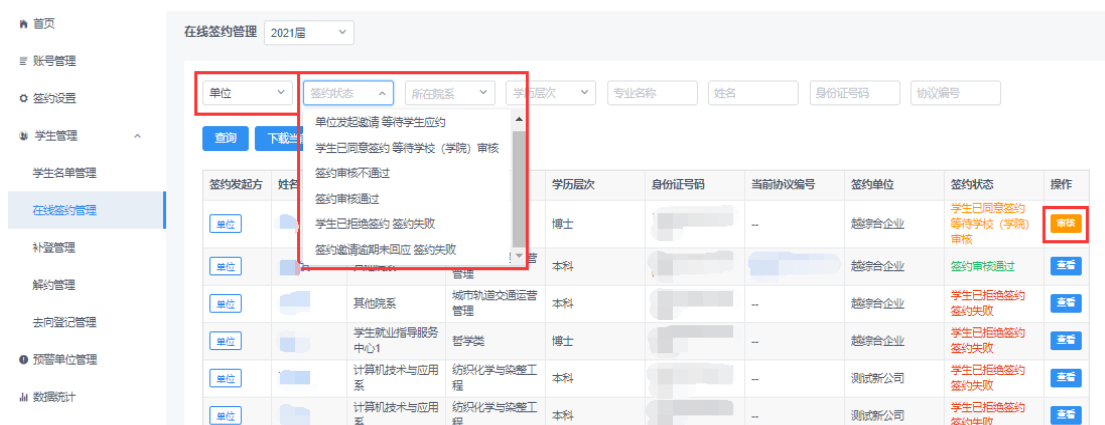 首页
账号管理
签约设置
学生管理
学生名单管理
在线签约管理
补登管理
解约管理
去向登记管理
预警单位管理
数据统计
在线签约管理 2021届
单位 签约状态 所在院系 学历层次 专业名称 姓名 身份证号码 协议编号
单位发起邀请 等待学生应约
学生已同意签约 等待学校（学院）审核
签约审核不通过
签约审核通过
学生已拒绝签约 签约失败
签约邀请逾期未回应 签约失败
查询 下载当
签约发起方 姓名 学历层次 身份证号码 当前协议编号 签约单位 签约状态 操作
单位 博士 -- 越综合企业 学生已同意签约
等待学校（学院）
审核 审核
单位 本科 越综合企业 签约审核通过 查看
管理
单位 其他院系 城市轨道交通运营
管理 本科 -- 越综合企业 学生已拒绝签约
签约失败 查看
单位 学生就业指导服务
中心1 哲学类 博士 -- 越综合企业 学生已拒绝签约
签约失败 查看
单位 计算机技术与应用
系 纺织化学与染整工
程 本科 -- 测试新公司 学生已拒绝签约
签约失败 查看
单位 计算机技术与应用
系 纺织化学与染整工
程 本科 -- 测试新公司 学生已拒绝签约
签约失败 查看